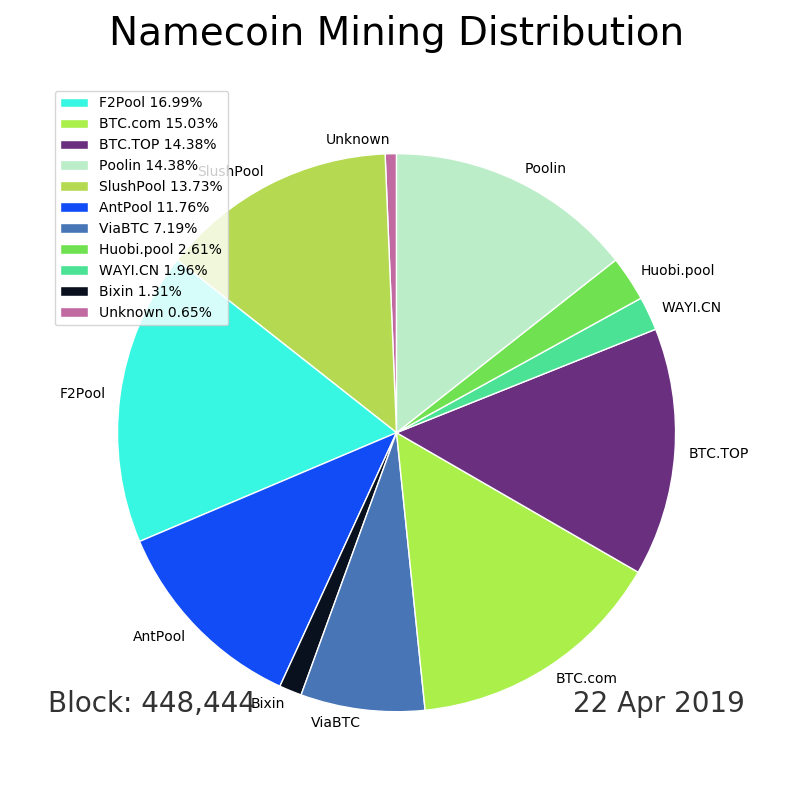 Namecoin Mining Distribution
F2Pool 16.99%
BTC.com 15.03%
BTC.TOP 14.38%
Poolin 14.38%
SlushPool 13.73%
AntPool 11.76%
ViaBTC 7.19%
Huobi.pool 2.61%
WAYI.CN 1.96%
Bixin 1.31%
Unknown 0.65%
Unknown
Poolin
SlushPool
Huobi.pool
WAYI.CN
F2Pool
BTC.TOP
AntPool
BTC.com
Bixin
ViaBTC
Block: 448,444
22 Apr 2019